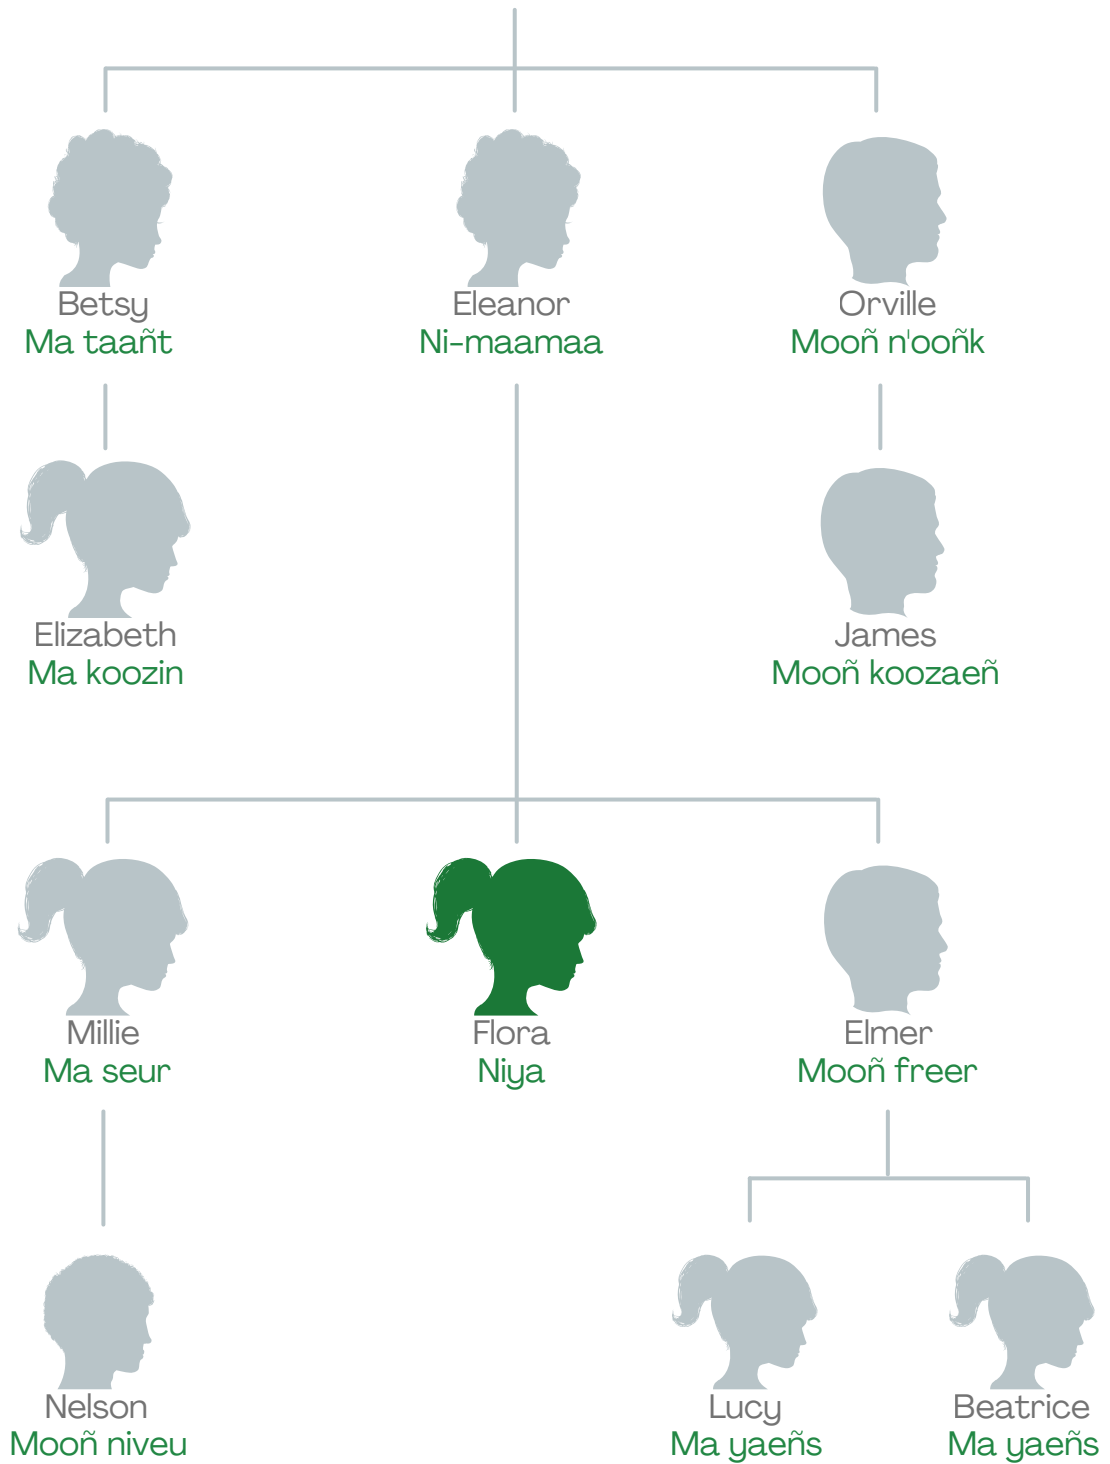 Betsy
Ma taañt
Eleanor
Ni-maamaa
Orville
Mooñ n'ooñk
Elizabeth
Ma koozin
James
Mooñ koozaeñ
Millie
Ma seur
Flora
Niya
Elmer
Mooñ freer
Nelson
Mooñ niveu
Lucy
Ma yaeñs
Beatrice
Ma yaeñs